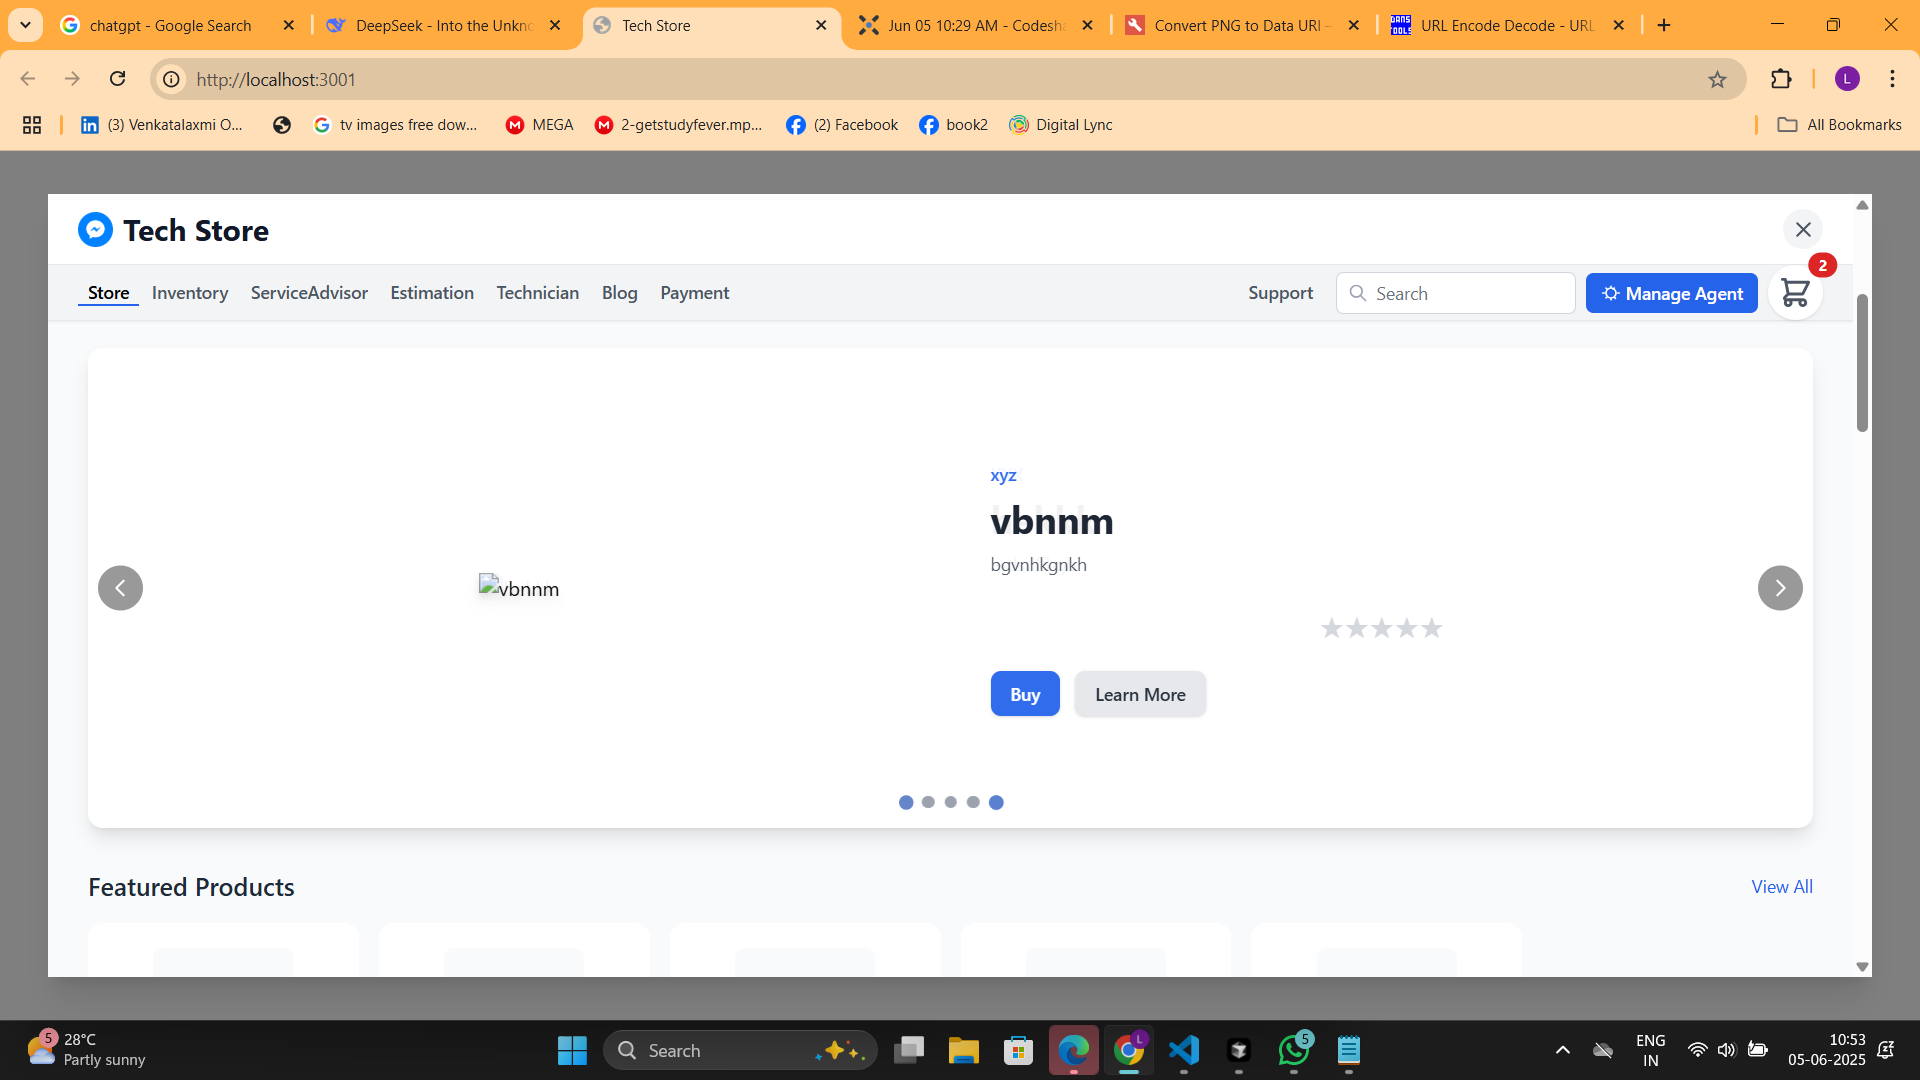 chatgpt - Google Search
DeepSeek - Into the Unkno
Tech Store
Jun 05 10:29 AM - Codesha
Convert PNG to Data URI –
URL Encode Decode - URL
http://localhost:3001
L
(3) Venkatalaxmi O...
tv images free dow...
MEGA
2-getstudyfever.mp...
(2) Facebook
book2
Digital Lync
All Bookmarks
Tech Store
2
Store
Inventory
ServiceAdvisor
Estimation
Technician
Blog
Payment
Support
Search
Manage Agent
xyz
vbnnm
bgvnhkgnkh
vbnnm
Buy
Learn More
Featured Products
View All
5
28°C
Partly sunny
Search
L
5
ENG
IN
10:53
05-06-2025